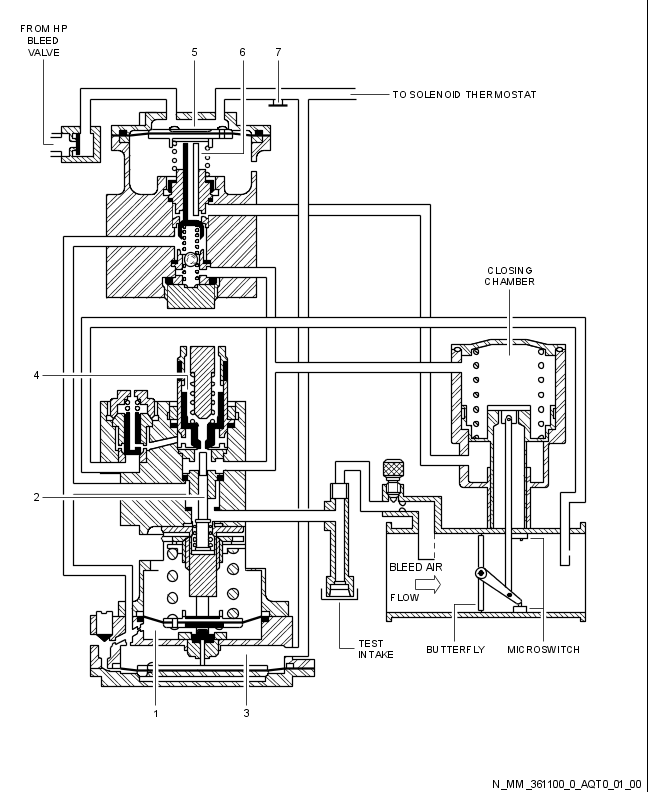 FROM HP
BLEED
VALVE
5
6
7
TO SOLENOID THERMOSTAT
CLOSING
CHAMBER
4
2
BLEED AIR
FLOW
TEST
INTAKE
BUTTERFLY
MICROSWITCH
1
3
N_MM_361100_0_AQT0_01_00